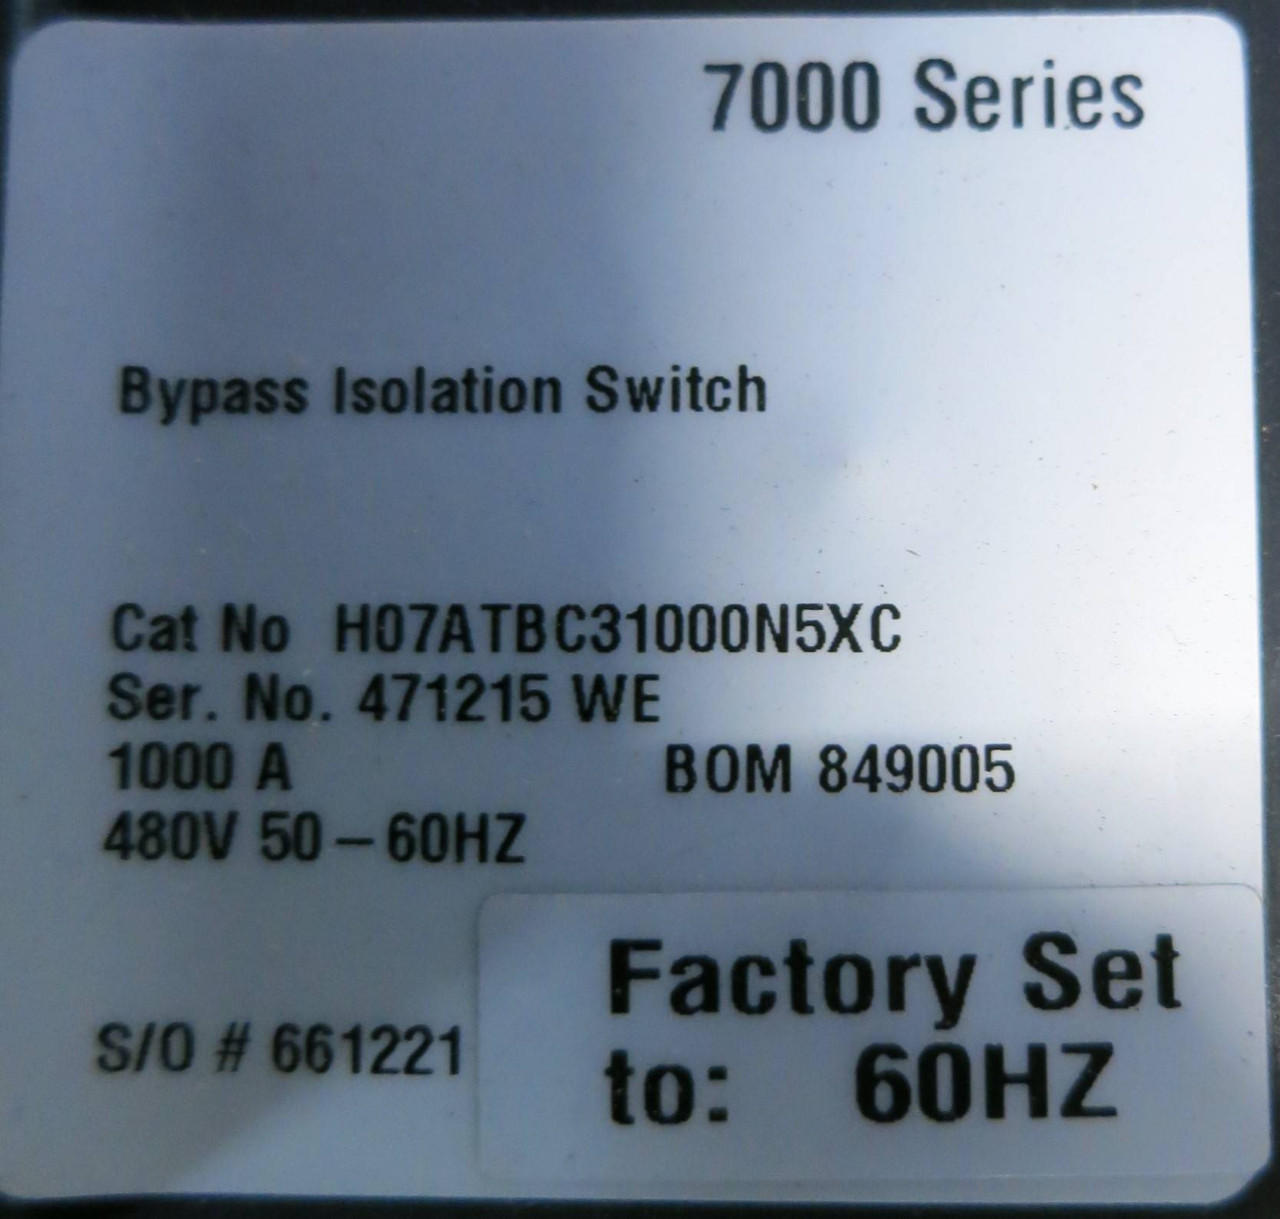 7000 Series
Bypass Isolation Switch
Cat No H07ATBC31000N5XC
Ser. No. 471215 WE
1000 A BOM 849005
480V 50 – 60HZ
Factory Set
to: 60HZ
S/O # 661221